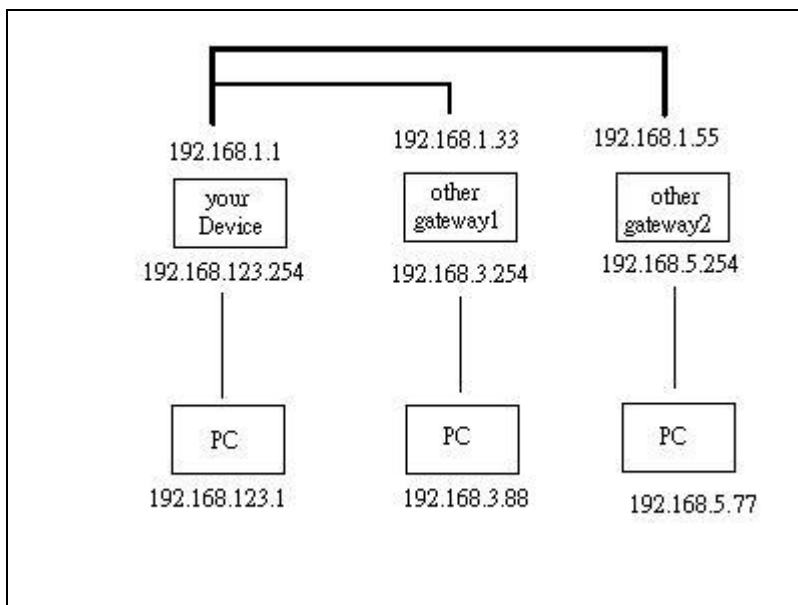 192.168.1.1
192.168.1.33
192.168.1.55
your
Device
other
gateway1
other
gateway2
192.168.123.254
192.168.3.254
192.168.5.254
PC
PC
PC
192.168.123.1
192.168.3.88
192.168.5.77